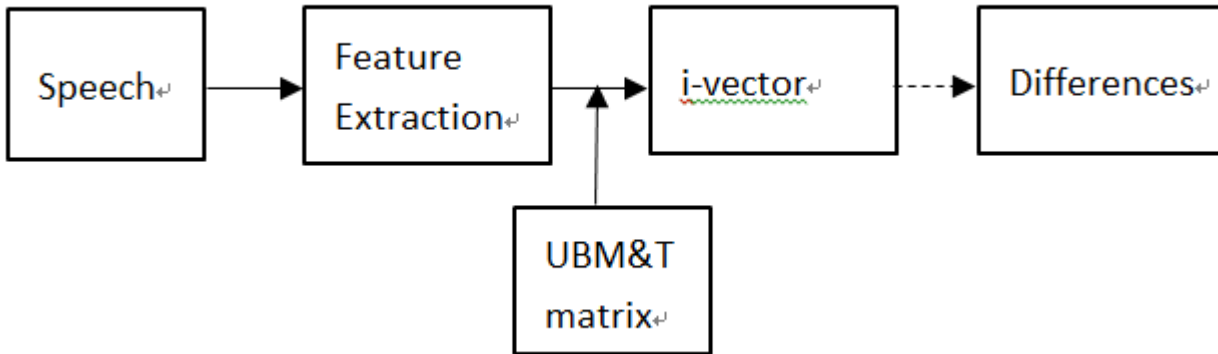 Speech
Feature
Extraction
i-vector
Differences
UBM&T
matrix